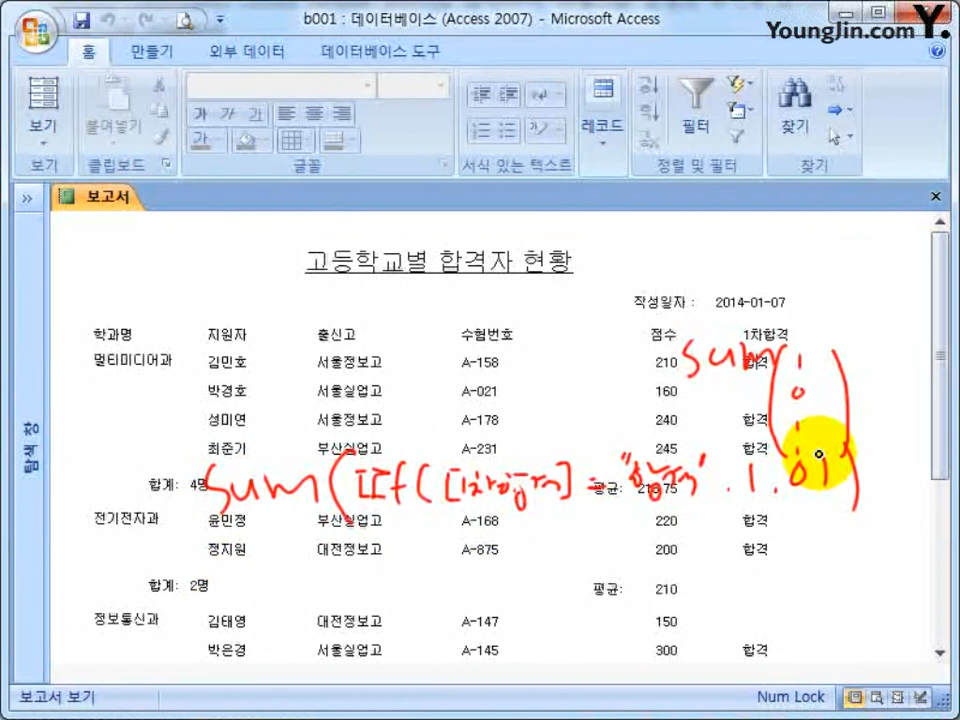 b001 : 데이터베이스 (Access 2007) - Microsoft Access
YoungJin.com Y.
홈 만들기 외부 데이터 데이터베이스 도구
보기 붙여넣기 가 가 가 가 레코드 필터 찾기
보기 클립보드 글꼴 서식 있는 텍스트 정렬 및 필터 찾기
보고서
탐색 창
고등학교별 합격자 현황
작성일자 : 2014-01-07
학과명 지원자 출신고 수험번호 점수 1차합격
멀티미디어과 김민호 서울정보고 A-158 210 합격
sum( 1
박경호 서울실업고 A-021 160
0
성미연 서울정보고 A-178 240 합격
1
최준기 부산실업고 A-231 245 합격
합계: 4명 평균:
sum(IIf([1차합격]="합격",1,0))
전기전자과 윤민정 부산실업고 A-168 220 합격
정지원 대전정보고 A-875 200 합격
합계: 2명 평균: 210
정보통신과 김태영 대전정보고 A-147 150
박은경 서울실업고 A-145 300 합격
보고서 보기 Num Lock